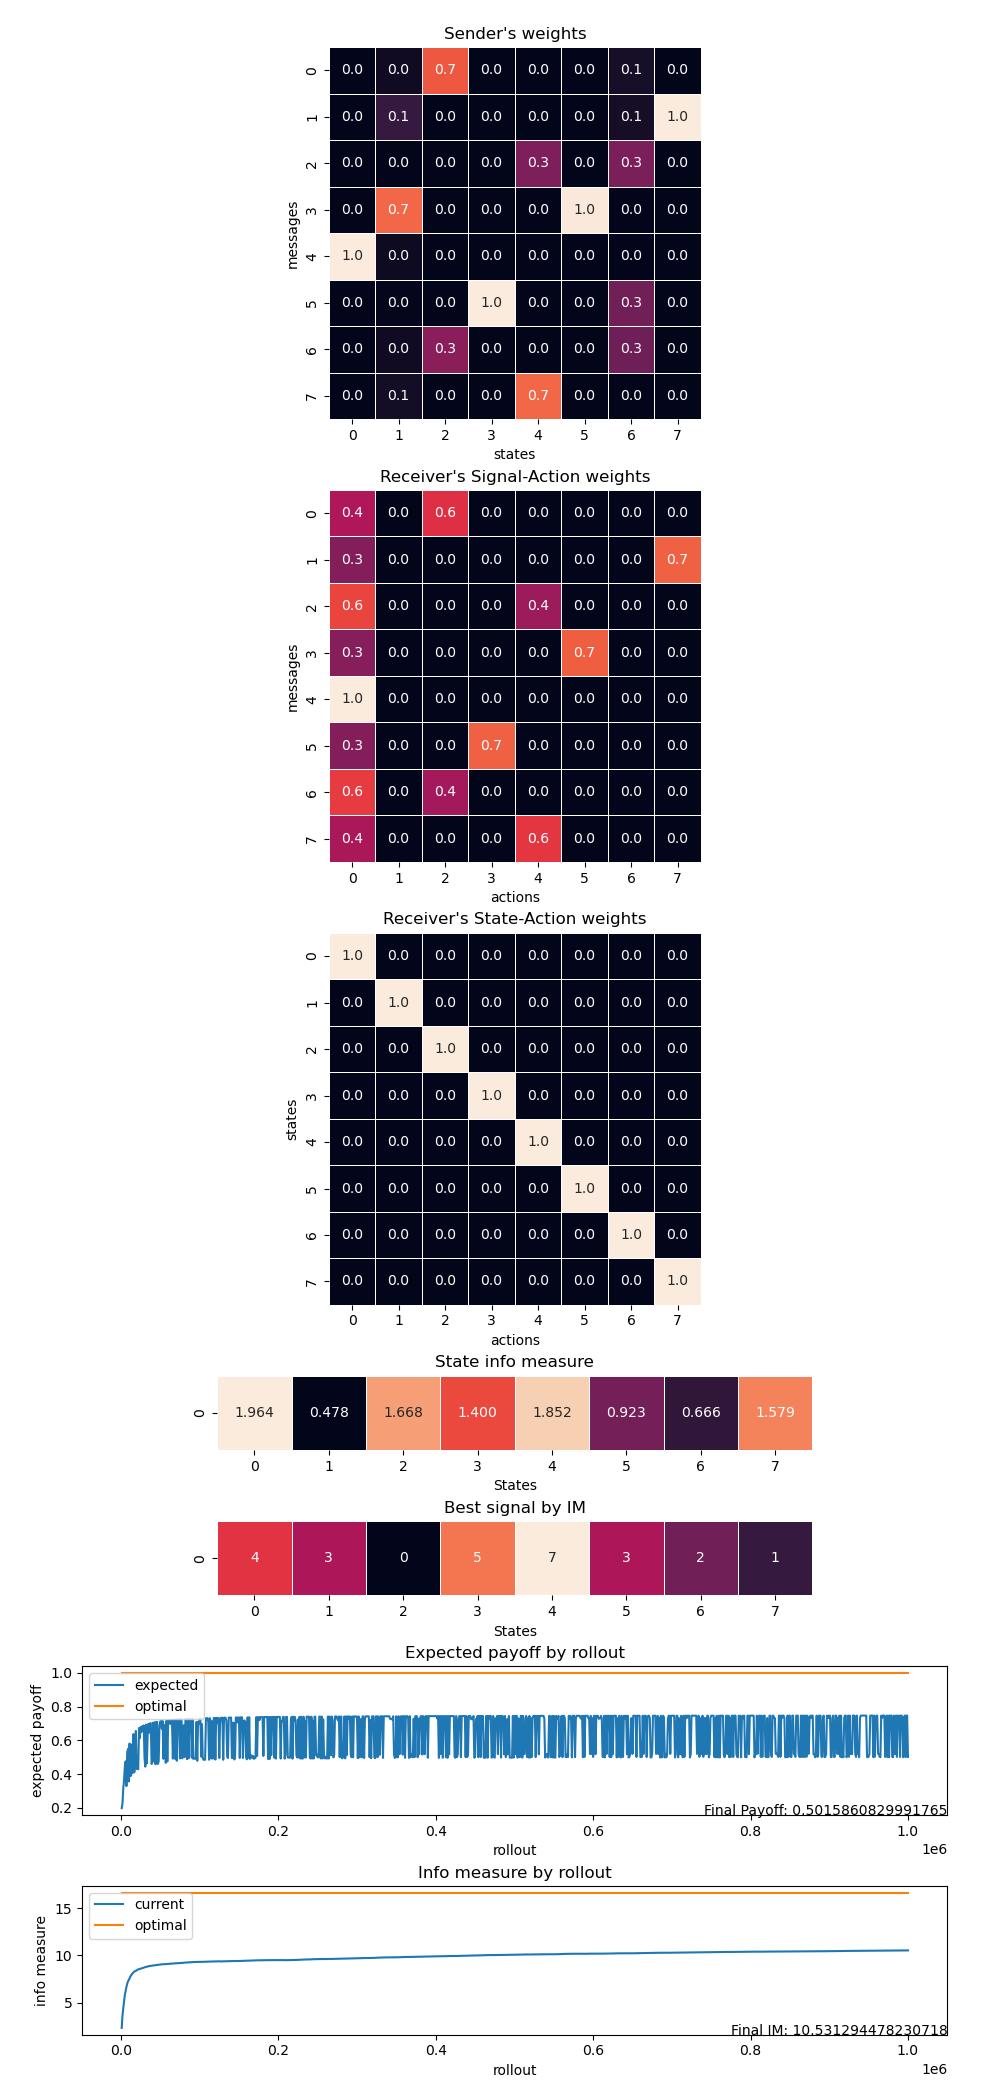 Sender's weights
0 0.0 0.0 0.7 0.0 0.0 0.0 0.1 0.0
1 0.0 0.1 0.0 0.0 0.0 0.0 0.1 1.0
2 0.0 0.0 0.0 0.0 0.3 0.0 0.3 0.0
3 0.0 0.7 0.0 0.0 0.0 1.0 0.0 0.0
4 1.0 0.0 0.0 0.0 0.0 0.0 0.0 0.0
5 0.0 0.0 0.0 1.0 0.0 0.0 0.3 0.0
6 0.0 0.0 0.3 0.0 0.0 0.0 0.3 0.0
7 0.0 0.1 0.0 0.0 0.7 0.0 0.0 0.0
messages
0 1 2 3 4 5 6 7
states
Receiver's Signal-Action weights
0 0.4 0.0 0.6 0.0 0.0 0.0 0.0 0.0
1 0.3 0.0 0.0 0.0 0.0 0.0 0.0 0.7
2 0.6 0.0 0.0 0.0 0.4 0.0 0.0 0.0
3 0.3 0.0 0.0 0.0 0.0 0.7 0.0 0.0
4 1.0 0.0 0.0 0.0 0.0 0.0 0.0 0.0
5 0.3 0.0 0.0 0.7 0.0 0.0 0.0 0.0
6 0.6 0.0 0.4 0.0 0.0 0.0 0.0 0.0
7 0.4 0.0 0.0 0.0 0.6 0.0 0.0 0.0
messages
0 1 2 3 4 5 6 7
actions
Receiver's State-Action weights
0 1.0 0.0 0.0 0.0 0.0 0.0 0.0 0.0
1 0.0 1.0 0.0 0.0 0.0 0.0 0.0 0.0
2 0.0 0.0 1.0 0.0 0.0 0.0 0.0 0.0
3 0.0 0.0 0.0 1.0 0.0 0.0 0.0 0.0
4 0.0 0.0 0.0 0.0 1.0 0.0 0.0 0.0
5 0.0 0.0 0.0 0.0 0.0 1.0 0.0 0.0
6 0.0 0.0 0.0 0.0 0.0 0.0 1.0 0.0
7 0.0 0.0 0.0 0.0 0.0 0.0 0.0 1.0
states
0 1 2 3 4 5 6 7
actions
State info measure
0 1.964 0.478 1.668 1.400 1.852 0.923 0.666 1.579
0 1 2 3 4 5 6 7
States
Best signal by IM
0 4 3 0 5 7 3 2 1
0 1 2 3 4 5 6 7
States
Expected payoff by rollout
expected payoff
1.0
0.8
0.6
0.4
0.2
expected
optimal
Final Payoff: 0.5015860829991765
0.0 0.2 0.4 0.6 0.8 1.0
1e6
rollout
Info measure by rollout
info measure
15
10
5
current
optimal
Final IM: 10.531294478230718
0.0 0.2 0.4 0.6 0.8 1.0
1e6
rollout